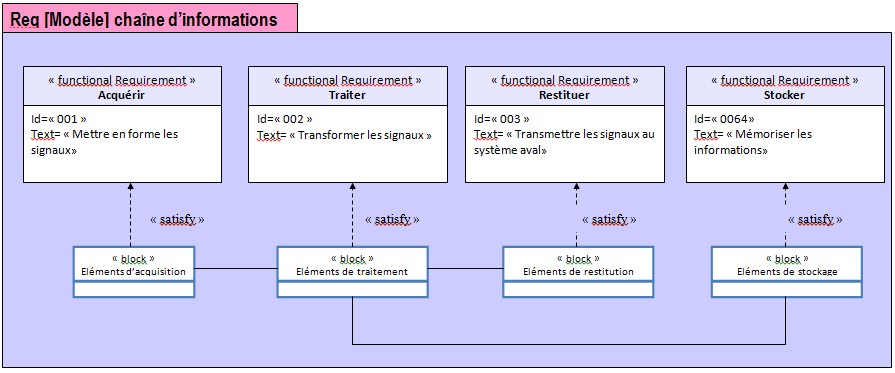 Req [Modèle] chaîne d'informations
« functional Requirement »
Acquérir
Id=« 001 »
Text= « Mettre en forme les
signaux»
« functional Requirement »
Traiter
Id=« 002 »
Text= « Transformer les signaux »
« functional Requirement »
Restituer
Id=« 003 »
Text= « Transmettre les signaux au
système aval»
« functional Requirement »
Stocker
Id=« 0064»
Text= « Mémoriser les
informations»
« satisfy »
« satisfy »
« satisfy »
« satisfy »
« block »
Eléments d'acquisition
« block »
Eléments de traitement
« block »
Eléments de restitution
« block »
Eléments de stockage